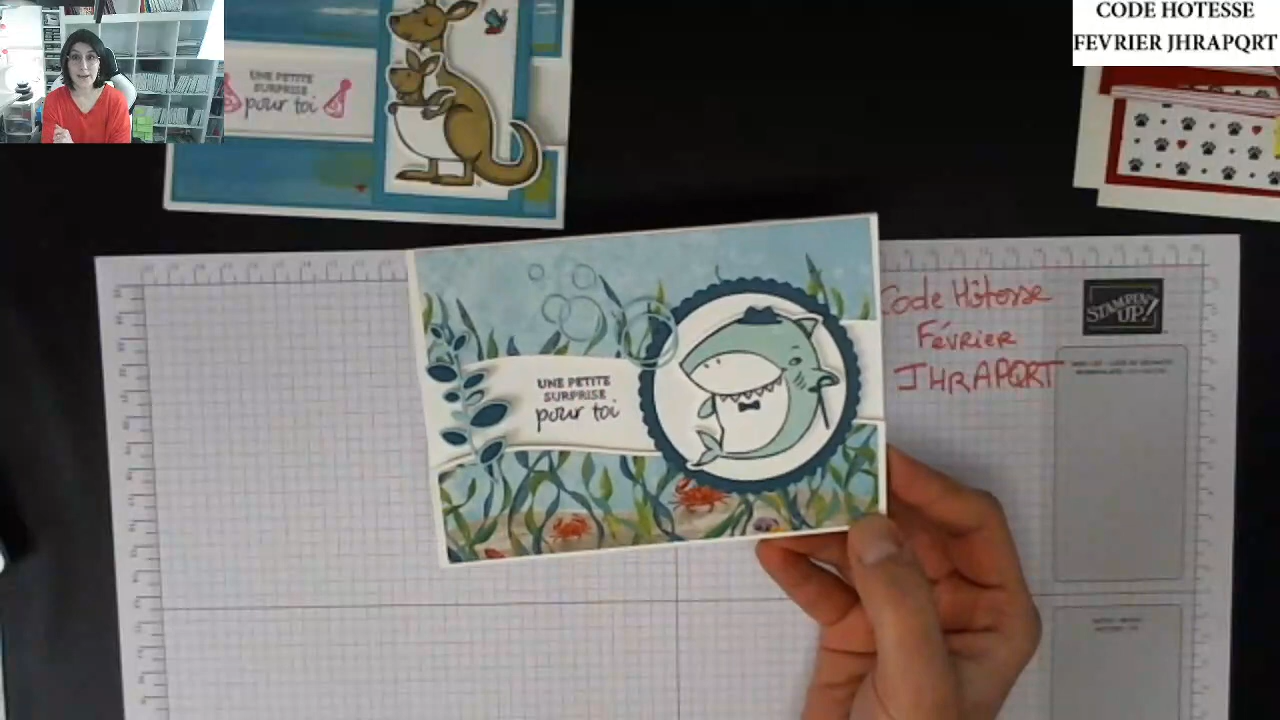 CODE HOTESSE
FEVRIER JHRAPQRT
UNE PETITE
SURPRISE
pour toi
UNE PETITE
SURPRISE
pour toi
Code Hôtesse
Février
JHRAPQRT
STAMPIN'
UP!